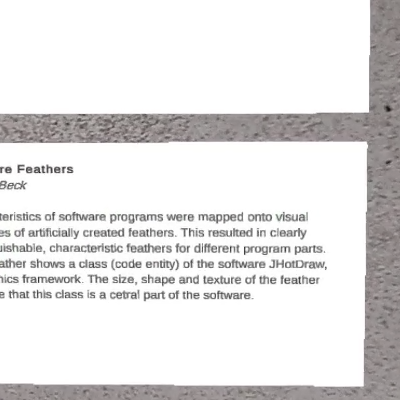 re Feathers
Beck
teristics of software programs were mapped onto visual
es of artificially created feathers. This resulted in clearly
uishable, characteristic feathers for different program parts.
ather shows a class (code entity) of the software JHotDraw,
hics framework. The size, shape and texture of the feather
e that this class is a cetral part of the software.